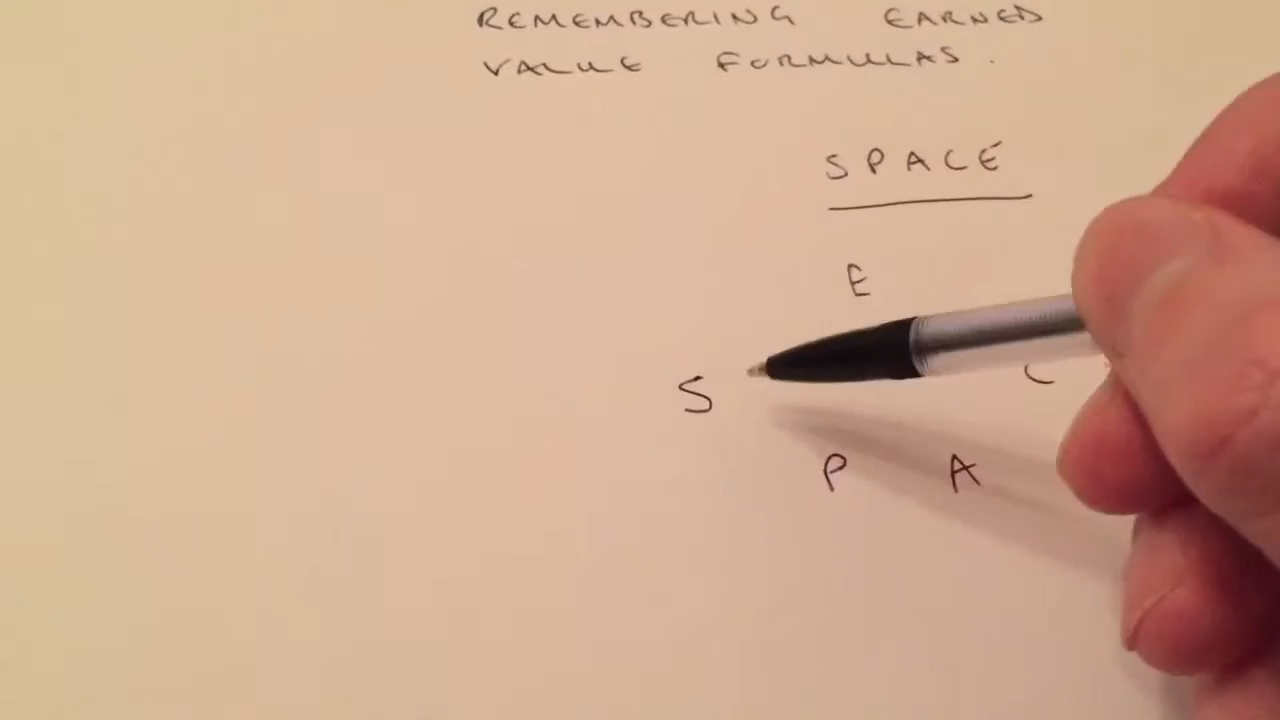 REMEMBERING EARNED
VALUE FORMULAS.
SPACE
E
S C
P A